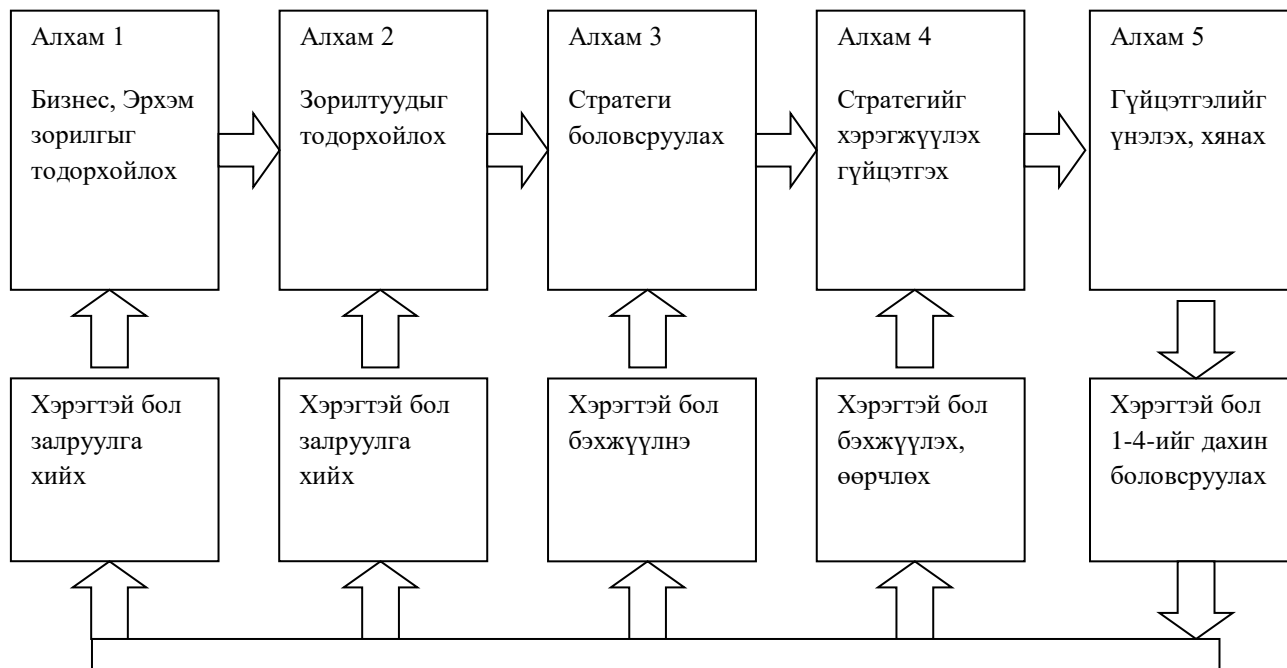 Алхам 1
Бизнес, Эрхэм
зорилгыг
тодорхойлох
Алхам 2
Зорилтуудыг
тодорхойлох
Алхам 3
Стратеги
боловсруулах
Алхам 4
Стратегийг
хэрэгжүүлэх
гүйцэтгэх
Алхам 5
Гүйцэтгэлийг
үнэлэх, хянах
Хэрэгтэй бол
залруулга
хийх
Хэрэгтэй бол
залруулга
хийх
Хэрэгтэй бол
бэхжүүлнэ
Хэрэгтэй бол
бэхжүүлэх,
өөрчлөх
Хэрэгтэй бол
1-4-ийг дахин
боловсруулах